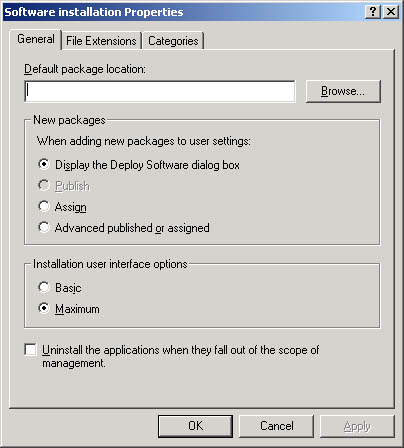 Software installation Properties
General File Extensions Categories
Default package location:
Browse...
New packages
When adding new packages to user settings:
Display the Deploy Software dialog box
Publish
Assign
Advanced published or assigned
Installation user interface options
Basic
Maximum
Uninstall the applications when they fall out of the scope of
management.
OK Cancel Apply